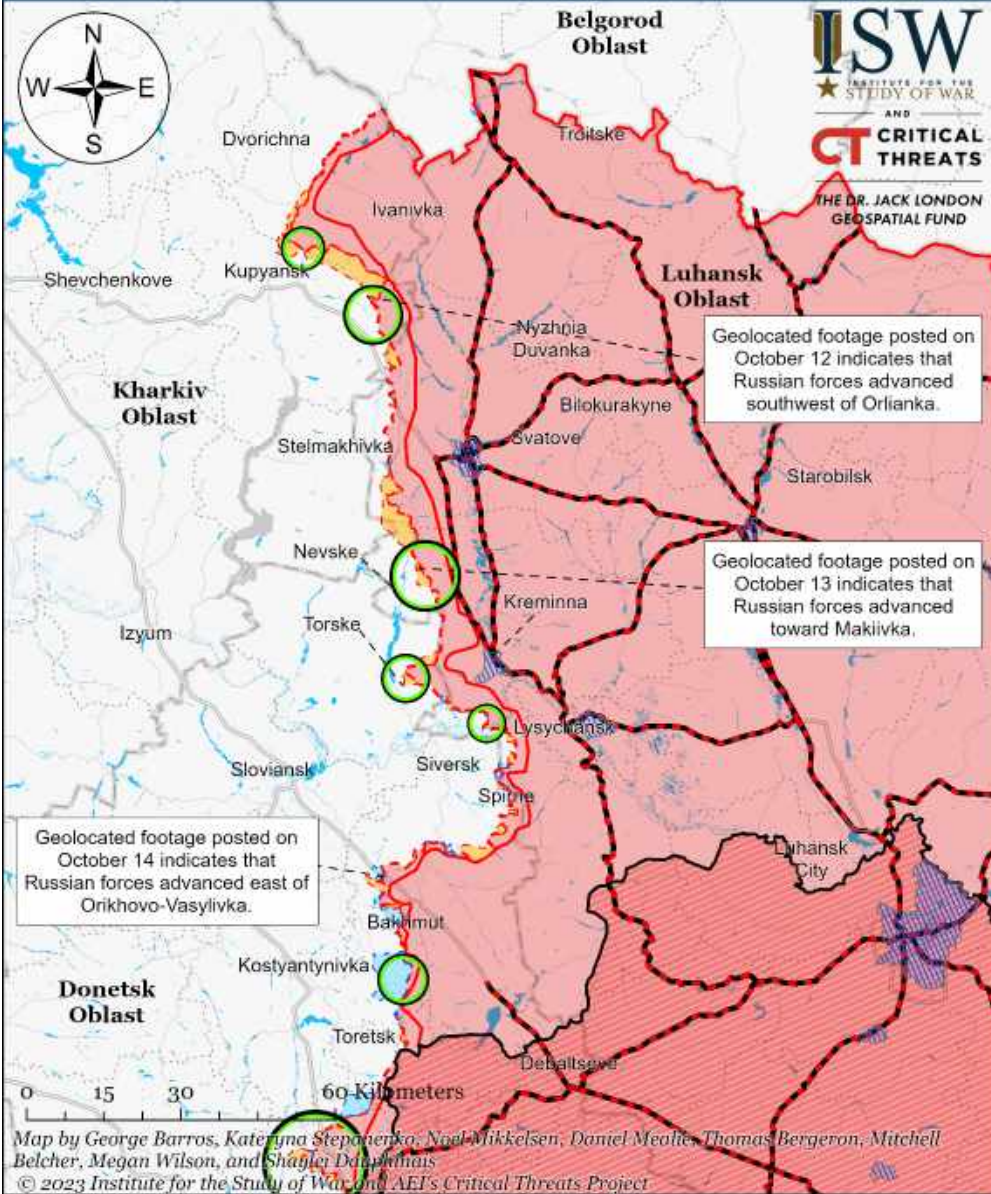 N
W
E
S
Belgorod
Oblast
ISW
INSTITUTE FOR THE
STUDY OF WAR
AND
CT CRITICAL
THREATS
THE DR. JACK LONDON
GEOSPATIAL FUND
Dvorichna
Troitske
Ivanivka
Shevchenkove
Kupyansk
Luhansk
Oblast
Nyzhnia
Duvanka
Geolocated footage posted on
October 12 indicates that
Russian forces advanced
southwest of Orlianka.
Kharkiv
Oblast
Bilokurakyne
Stelmakhivka
Svatove
Starobilsk
Nevske
Geolocated footage posted on
October 13 indicates that
Russian forces advanced
toward Makiivka.
Kreminna
Torske
Izyum
Lysychansk
Siversk
Sloviansk
Spirne
Geolocated footage posted on
October 14 indicates that
Russian forces advanced east of
Orikhovo-Vasylivka.
Luhansk
City
Bakhmut
Kostyantynivka
Donetsk
Oblast
Toretsk
Debaltseve
0 15 30 60 Kilometers
Map by George Barros, Kateryna Stepanenko, Noel Mikkelsen, Daniel Mealie, Thomas Bergeron, Mitchell
Belcher, Megan Wilson, and Shaylei Dauphinais
© 2023 Institute for the Study of War and AEI's Critical Threats Project